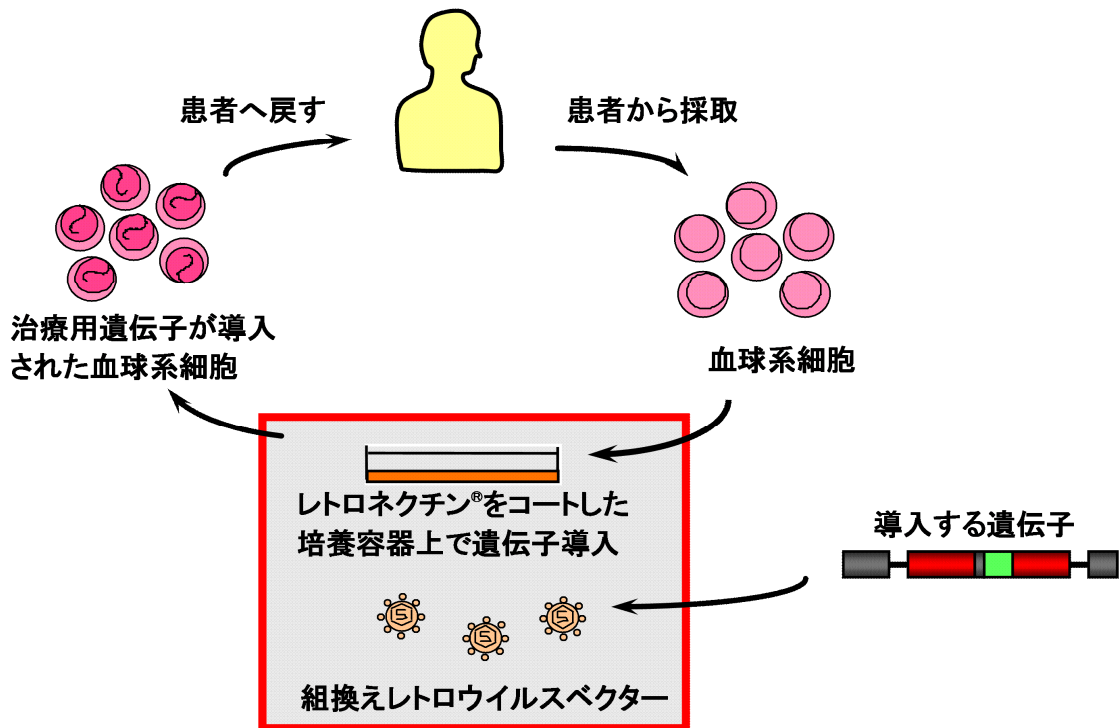 患者へ戻す
患者から採取
治療用遺伝子が導入
された血球系細胞
血球系細胞
レトロネクチン®をコートした
培養容器上で遺伝子導入
導入する遺伝子
組換えレトロウイルスベクター